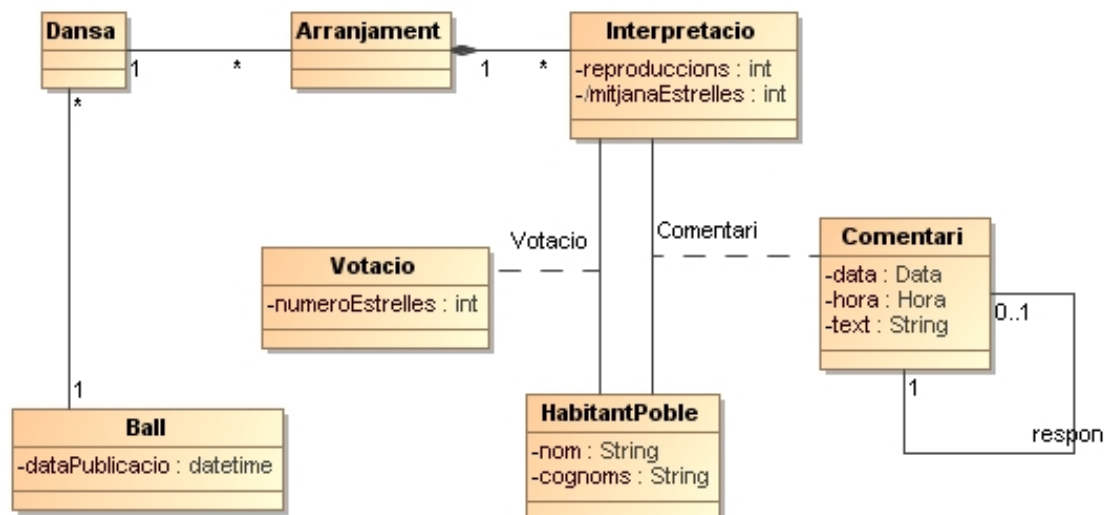 Dansa
Arranjament
Interpretacio
-reproduccions : int
-/mitjanaEstrelles : int
1
*
1
*
*
Votacio
Comentari
Votacio
-numeroEstrelles : int
Comentari
-data : Data
-hora : Hora
-text : String
0..1
1
respon
1
Ball
-dataPublicacio : datetime
HabitantPoble
-nom : String
-cognoms : String